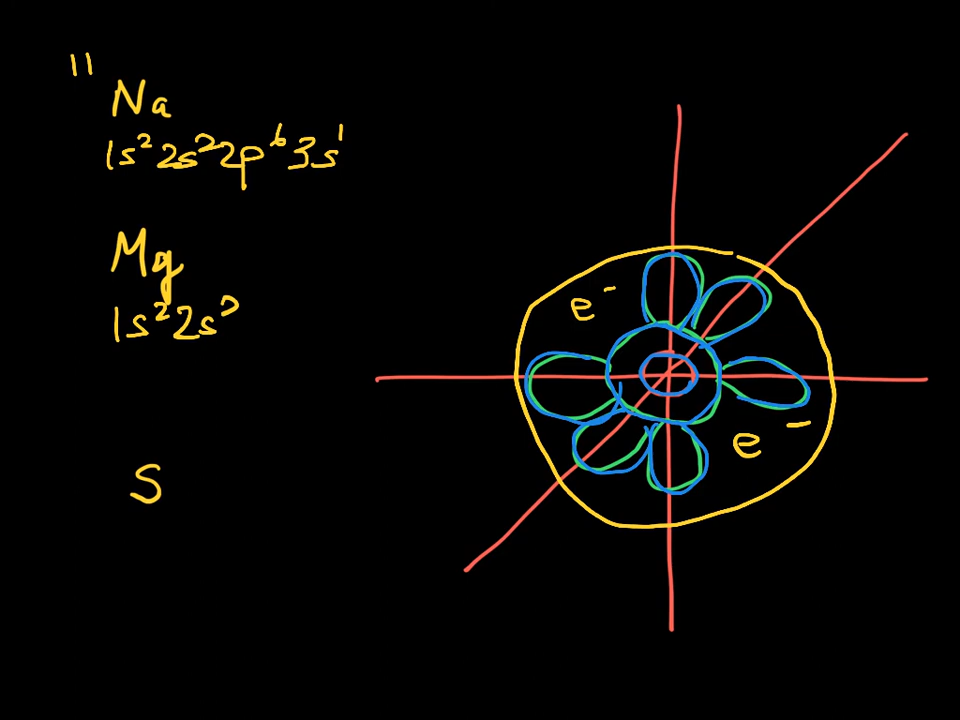 11
Na
1s²2s²2p⁶3s¹
Mg
1s²2s²
S
e⁻
e⁻